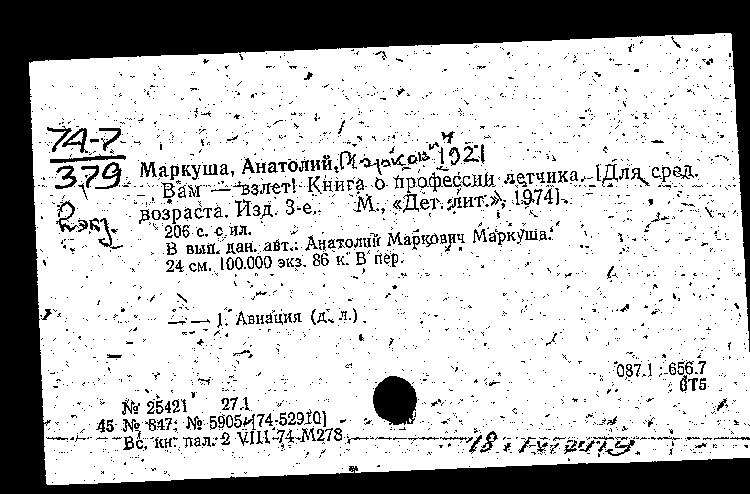 74-7
379
Маркуша, Анатолий, Маркович 1921
Вам — взлет! Книга о профессии летчика. [Для сред.
возраста. Изд. 3-е. М., «Дет. лит.», 1974].
206 с. с ил.
В вып. дан. авт.: Анатолий Маркович Маркуша.
24 см. 100.000 экз. 86 к. В пер.
— — 1. Авиация (д. л.)
087.1 : 656.7
6Т5
№ 25421 27.1
45 № 847; № 5905 [74-52910]
Вс. кн. пал. 2 VIII-74 М278